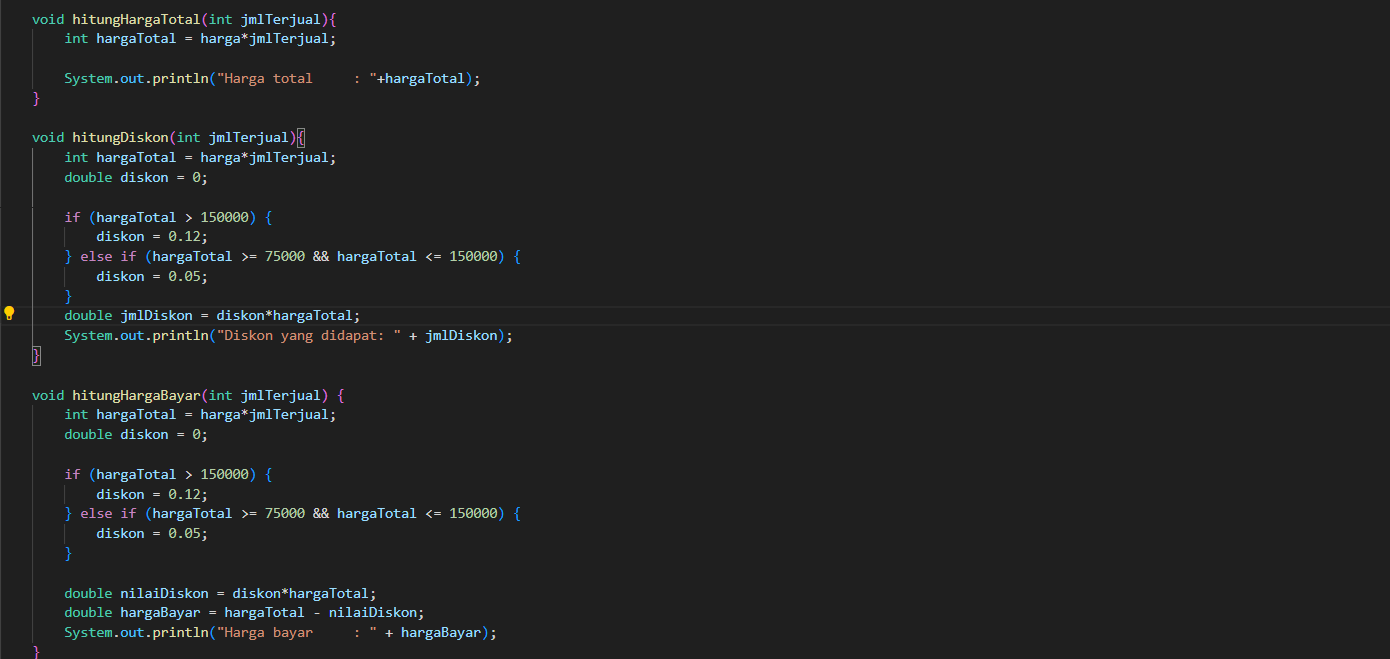 void hitungHargaTotal(int jmlTerjual){
    int hargaTotal = harga*jmlTerjual;

    System.out.println("Harga total     : "+hargaTotal);
}

void hitungDiskon(int jmlTerjual){
    int hargaTotal = harga*jmlTerjual;
    double diskon = 0;

    if (hargaTotal > 150000) {
        diskon = 0.12;
    } else if (hargaTotal >= 75000 && hargaTotal <= 150000) {
        diskon = 0.05;
    }
    double jmlDiskon = diskon*hargaTotal;
    System.out.println("Diskon yang didapat: " + jmlDiskon);
}

void hitungHargaBayar(int jmlTerjual) {
    int hargaTotal = harga*jmlTerjual;
    double diskon = 0;

    if (hargaTotal > 150000) {
        diskon = 0.12;
    } else if (hargaTotal >= 75000 && hargaTotal <= 150000) {
        diskon = 0.05;
    }

    double nilaiDiskon = diskon*hargaTotal;
    double hargaBayar = hargaTotal - nilaiDiskon;
    System.out.println("Harga bayar     : " + hargaBayar);
}